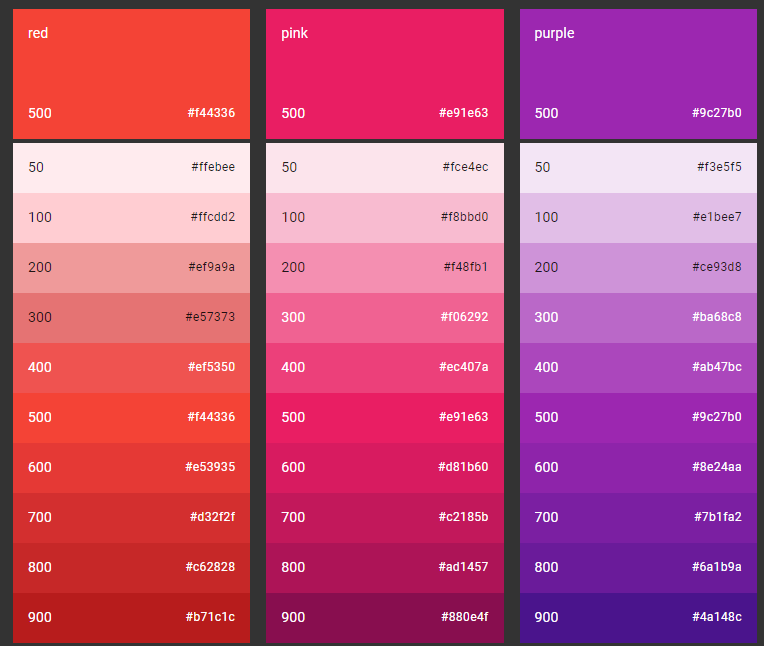 red
500 #f44336
50 #ffebee
100 #ffcdd2
200 #ef9a9a
300 #e57373
400 #ef5350
500 #f44336
600 #e53935
700 #d32f2f
800 #c62828
900 #b71c1c
pink
500 #e91e63
50 #fce4ec
100 #f8bbd0
200 #f48fb1
300 #f06292
400 #ec407a
500 #e91e63
600 #d81b60
700 #c2185b
800 #ad1457
900 #880e4f
purple
500 #9c27b0
50 #f3e5f5
100 #e1bee7
200 #ce93d8
300 #ba68c8
400 #ab47bc
500 #9c27b0
600 #8e24aa
700 #7b1fa2
800 #6a1b9a
900 #4a148c